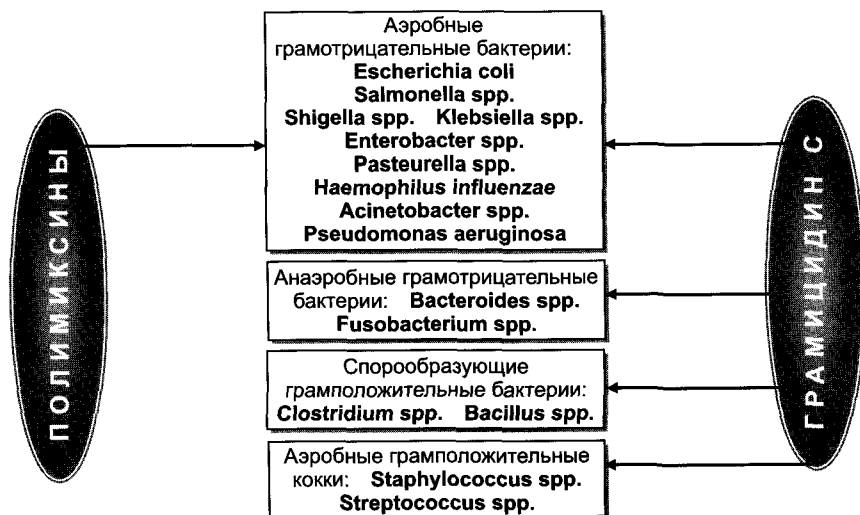 ПОЛИМИКСИНЫ
Аэробные
грамотрицательные бактерии:
Escherichia coli
Salmonella spp.
Shigella spp. Klebsiella spp.
Enterobacter spp.
Pasteurella spp.
Haemophilus influenzae
Acinetobacter spp.
Pseudomonas aeruginosa
Анаэробные грамотрицательные
бактерии: Bacteroides spp.
Fusobacterium spp.
Спорообразующие
грамположительные бактерии:
Clostridium spp. Bacillus spp.
Аэробные грамположительные
кокки: Staphylococcus spp.
Streptococcus spp.
ГРАМИЦИДИН С